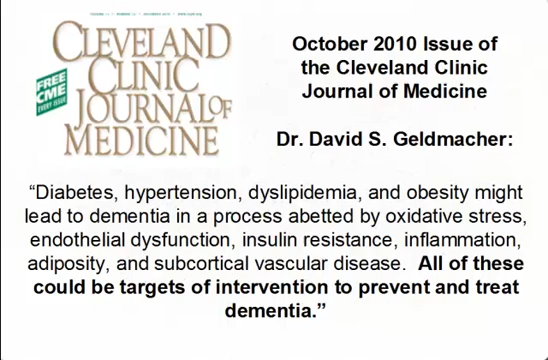 CLEVELAND
CLINIC
JOURNAL OF
MEDICINE
FREE
CME
EVERY ISSUE
October 2010 Issue of
the Cleveland Clinic
Journal of Medicine
Dr. David S. Geldmacher:
“Diabetes, hypertension, dyslipidemia, and obesity might
lead to dementia in a process abetted by oxidative stress,
endothelial dysfunction, insulin resistance, inflammation,
adiposity, and subcortical vascular disease.  All of these
could be targets of intervention to prevent and treat
dementia.”